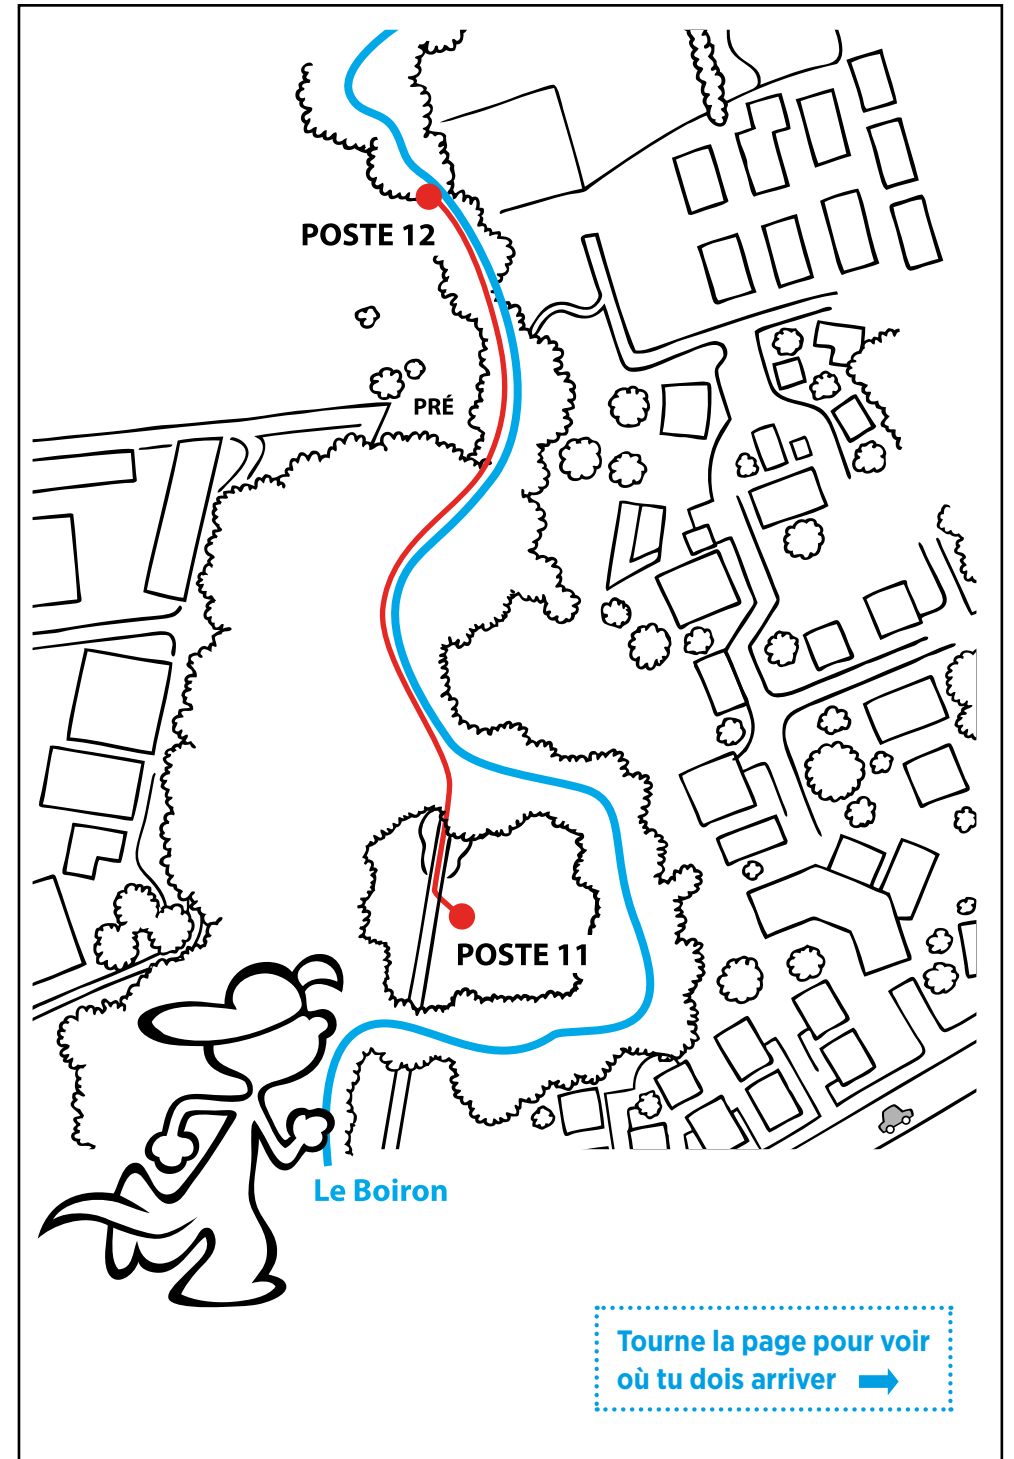 POSTE 12
PRÉ
POSTE 11
Le Boiron
Tourne la page pour voir
où tu dois arriver